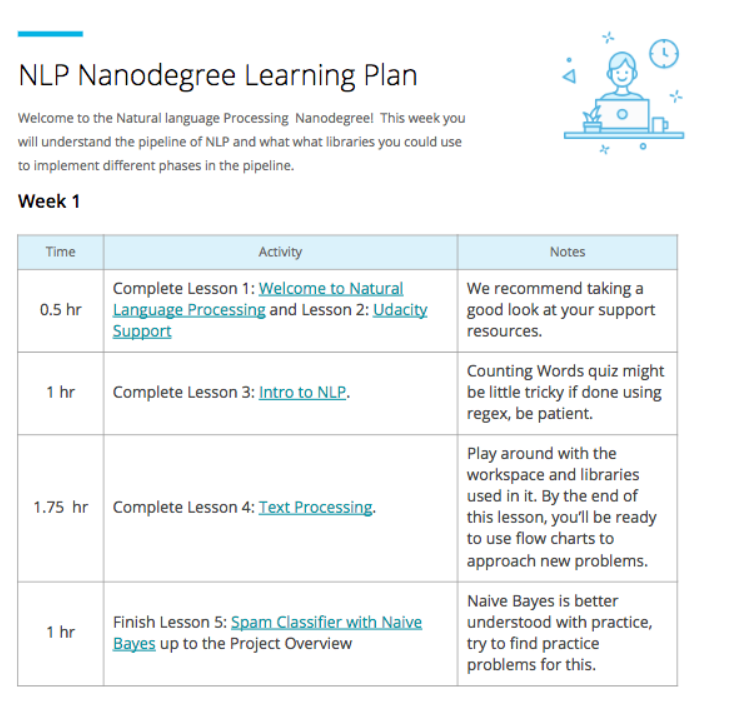 NLP Nanodegree Learning Plan
Welcome to the Natural language Processing Nanodegree! This week you
will understand the pipeline of NLP and what what libraries you could use
to implement different phases in the pipeline.
Week 1
Time Activity Notes
0.5 hr
Complete Lesson 1: Welcome to Natural
Language Processing and Lesson 2: Udacity
Support
We recommend taking a
good look at your support
resources.
1 hr
Complete Lesson 3: Intro to NLP.
Counting Words quiz might
be little tricky if done using
regex, be patient.
1.75 hr
Complete Lesson 4: Text Processing.
Play around with the
workspace and libraries
used in it. By the end of
this lesson, you'll be ready
to use flow charts to
approach new problems.
1 hr
Finish Lesson 5: Spam Classifier with Naive
Bayes up to the Project Overview
Naive Bayes is better
understood with practice,
try to find practice
problems for this.